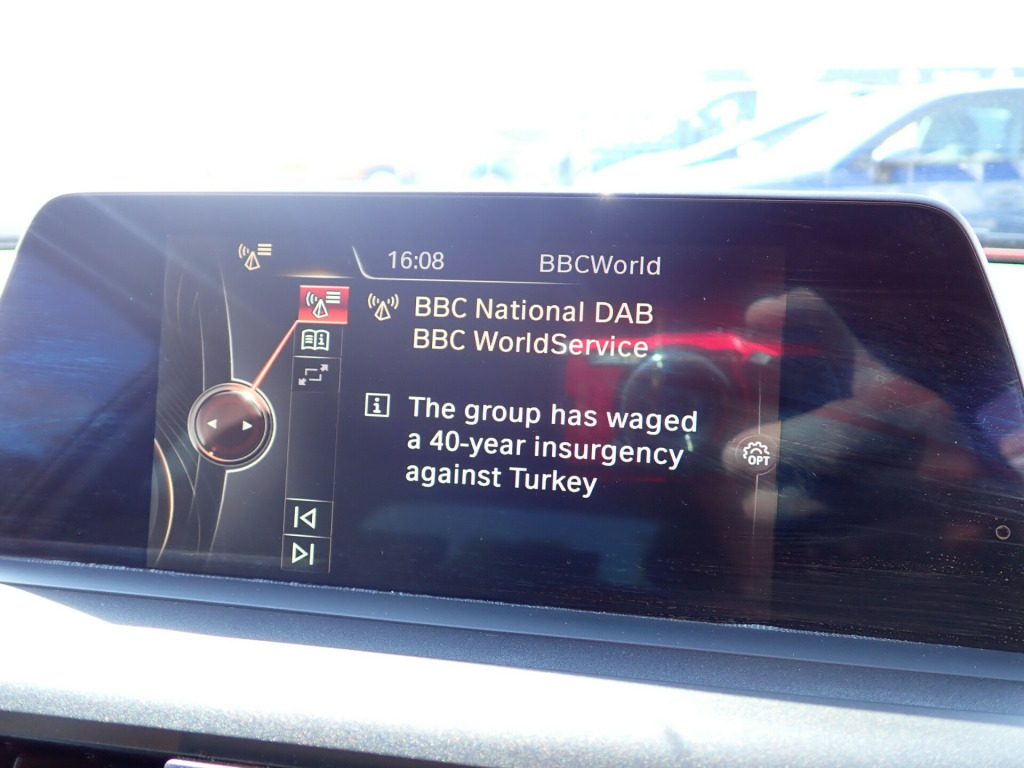 16:08 BBCWorld
BBC National DAB
BBC WorldService
The group has waged
a 40-year insurgency
against Turkey
OPT